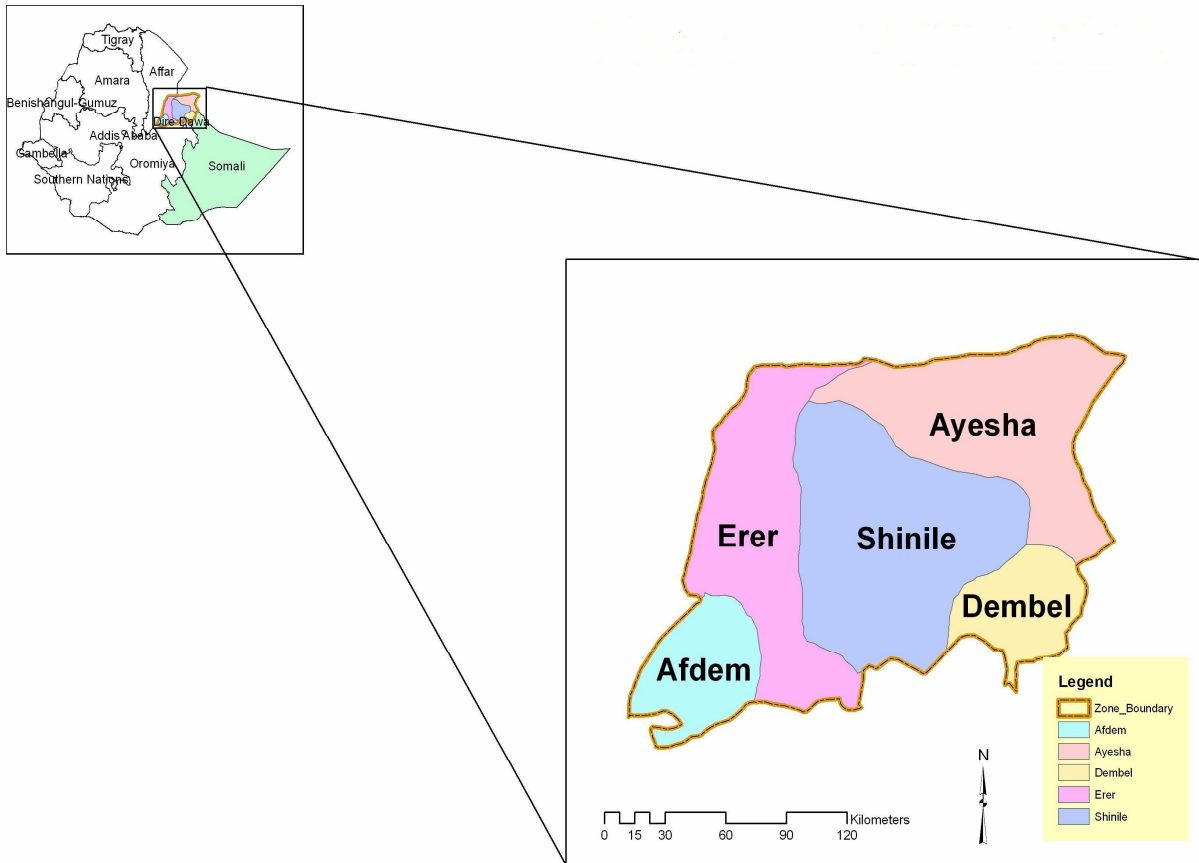 Tigray
Affar
Amara
Benishangul-Gumuz
Dire Dawa
Addis Ababa
Gambella
Oromiya
Somali
Southern Nations
Ayesha
Erer
Shinile
Dembel
Afdem
Legend
Zone_Boundary
Afdem
Ayesha
Dembel
Erer
Shinile
N
Kilometers
0 15 30 60 90 120